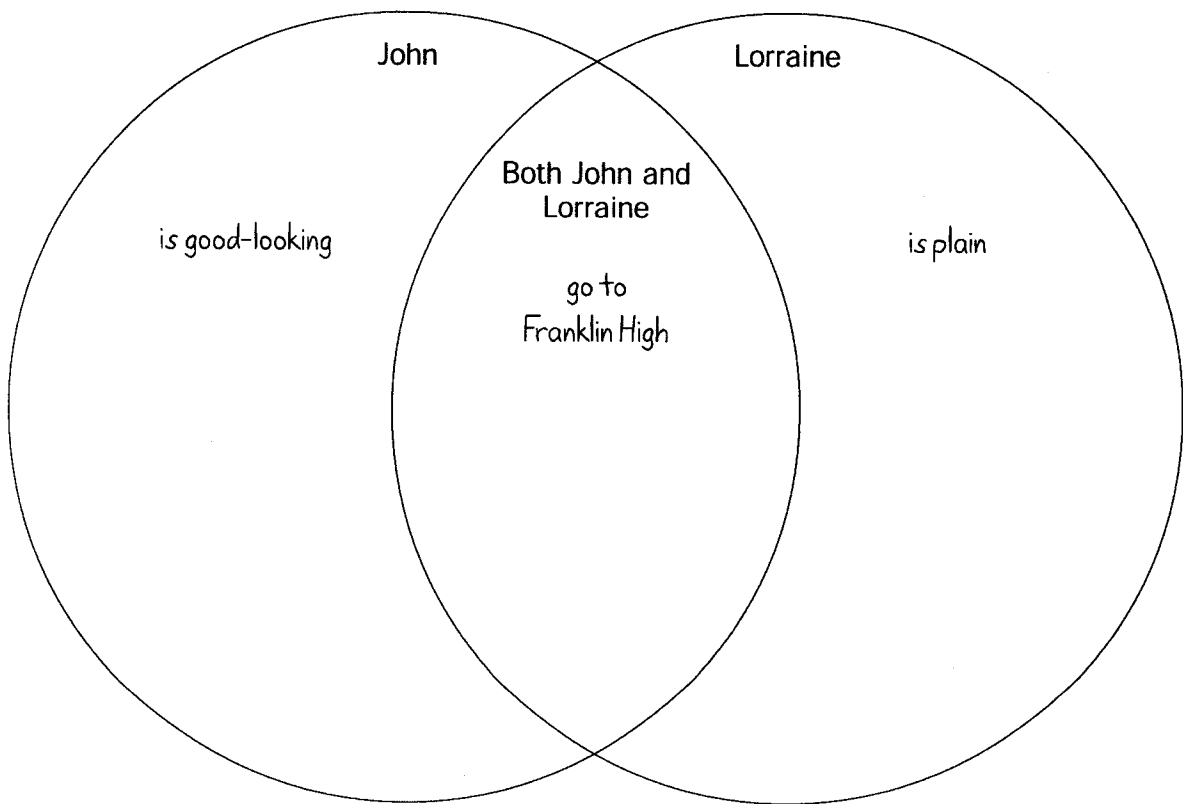 John
Lorraine
Both John and
Lorraine
is good-looking
is plain
go to
Franklin High